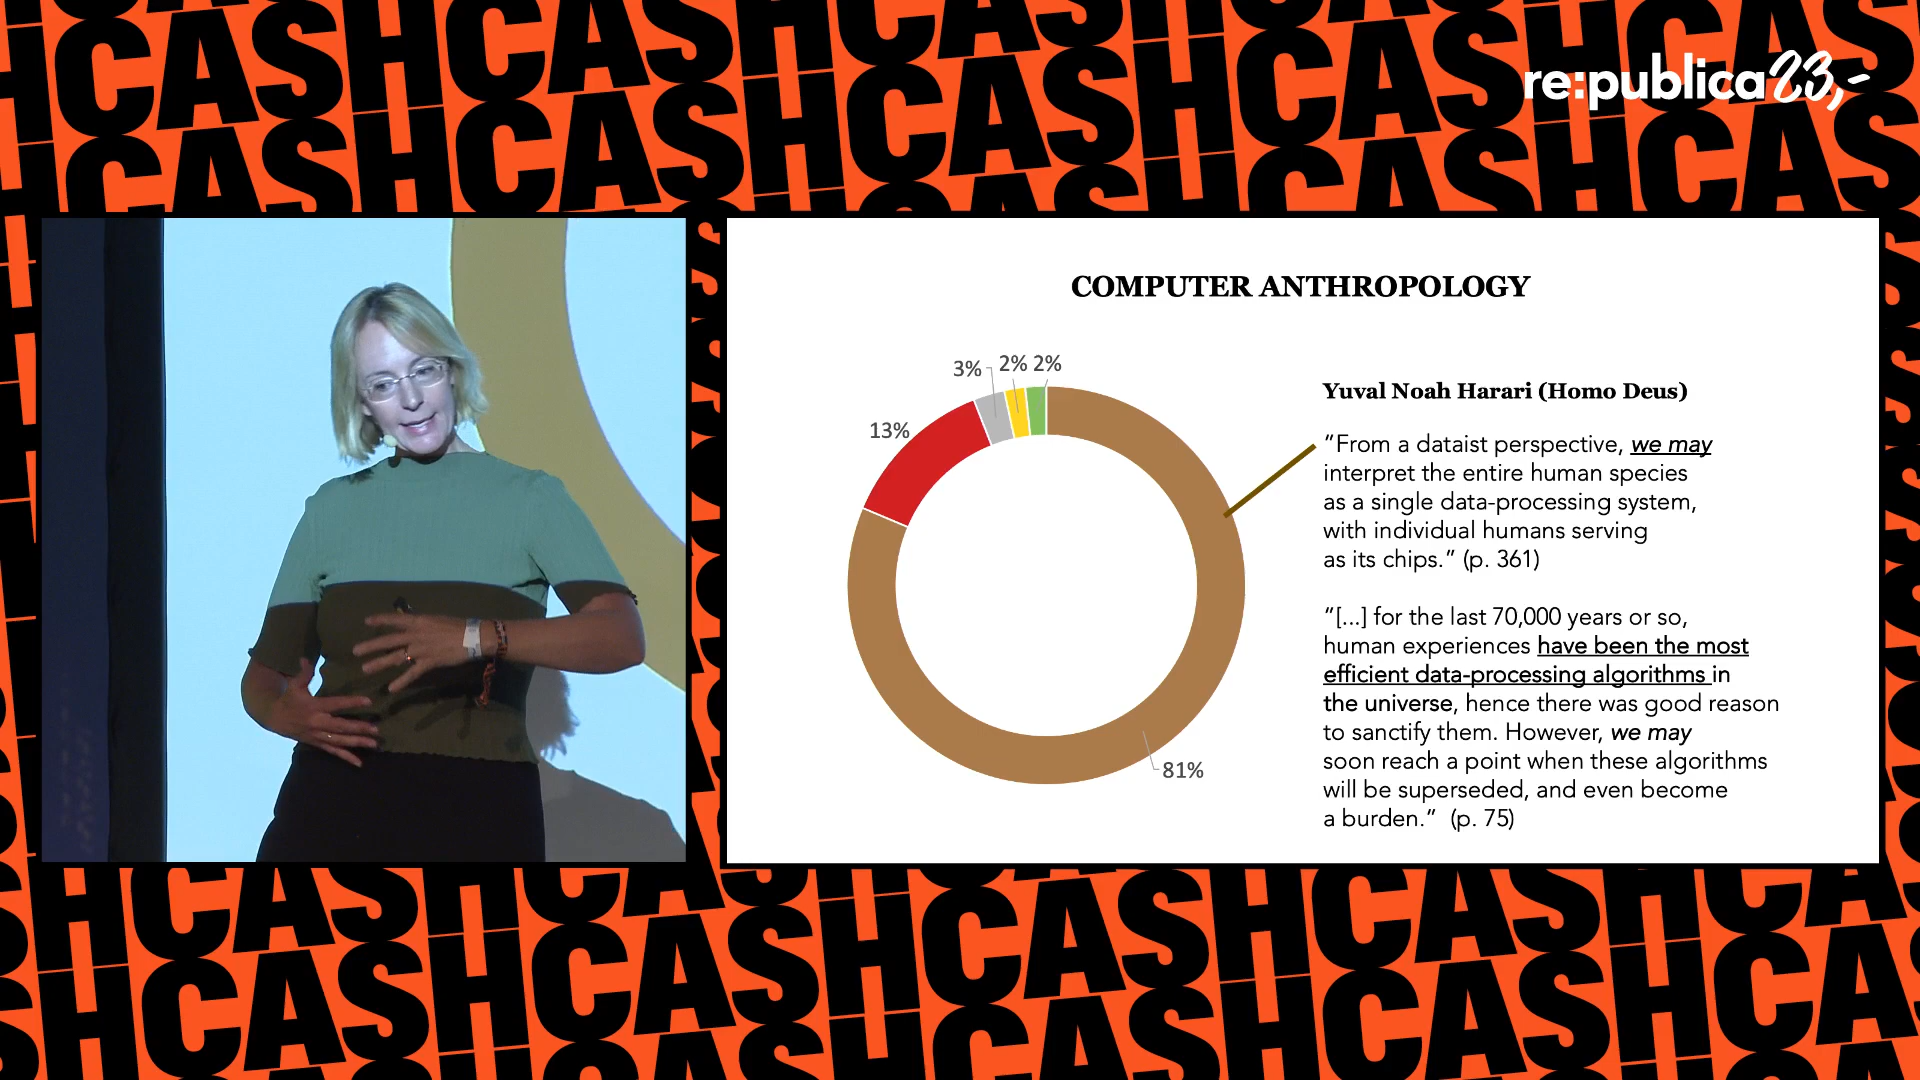 CASHCASHCASHCASHCASH
re:publica23,-
COMPUTER ANTHROPOLOGY
3% 2% 2%
13%
81%
Yuval Noah Harari (Homo Deus)
“From a dataist perspective, we may
interpret the entire human species
as a single data-processing system,
with individual humans serving
as its chips.” (p. 361)
“[...] for the last 70,000 years or so,
human experiences have been the most
efficient data-processing algorithms in
the universe, hence there was good reason
to sanctify them. However, we may
soon reach a point when these algorithms
will be superseded, and even become
a burden.” (p. 75)
CASHCASHCASHCASHCASH